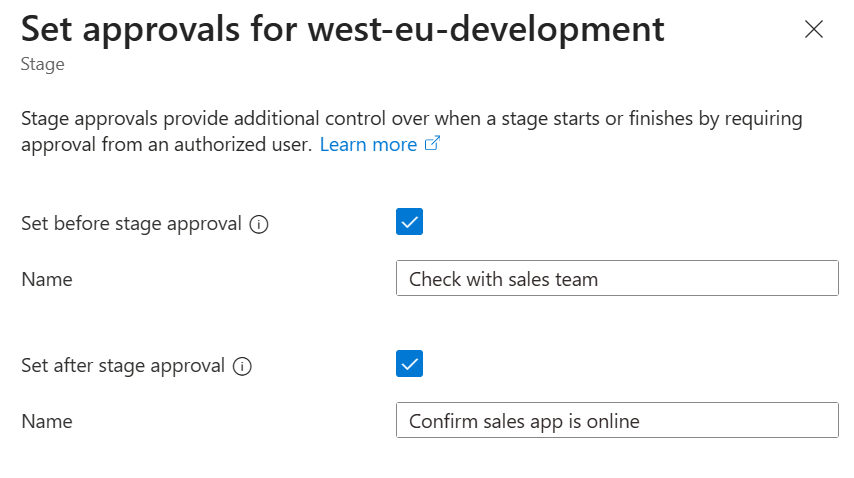 Set approvals for west-eu-development
Stage
Stage approvals provide additional control over when a stage starts or finishes by requiring
approval from an authorized user. Learn more
Set before stage approval
Name
Check with sales team
Set after stage approval
Name
Confirm sales app is online